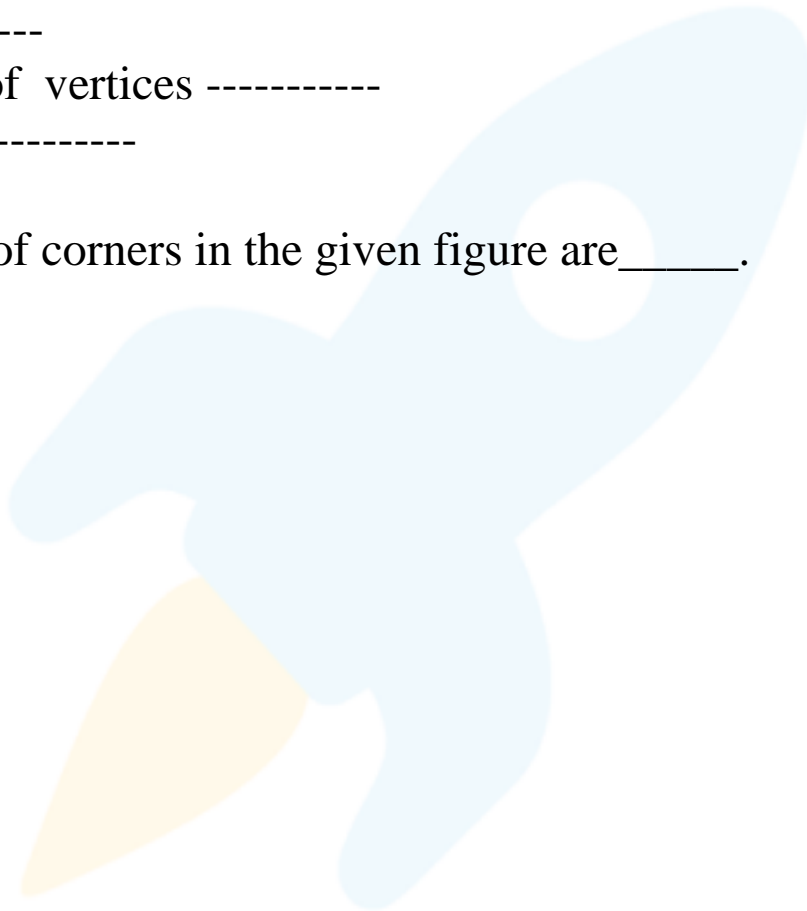 ---
of vertices -----------
---------
of corners in the given figure are_____.